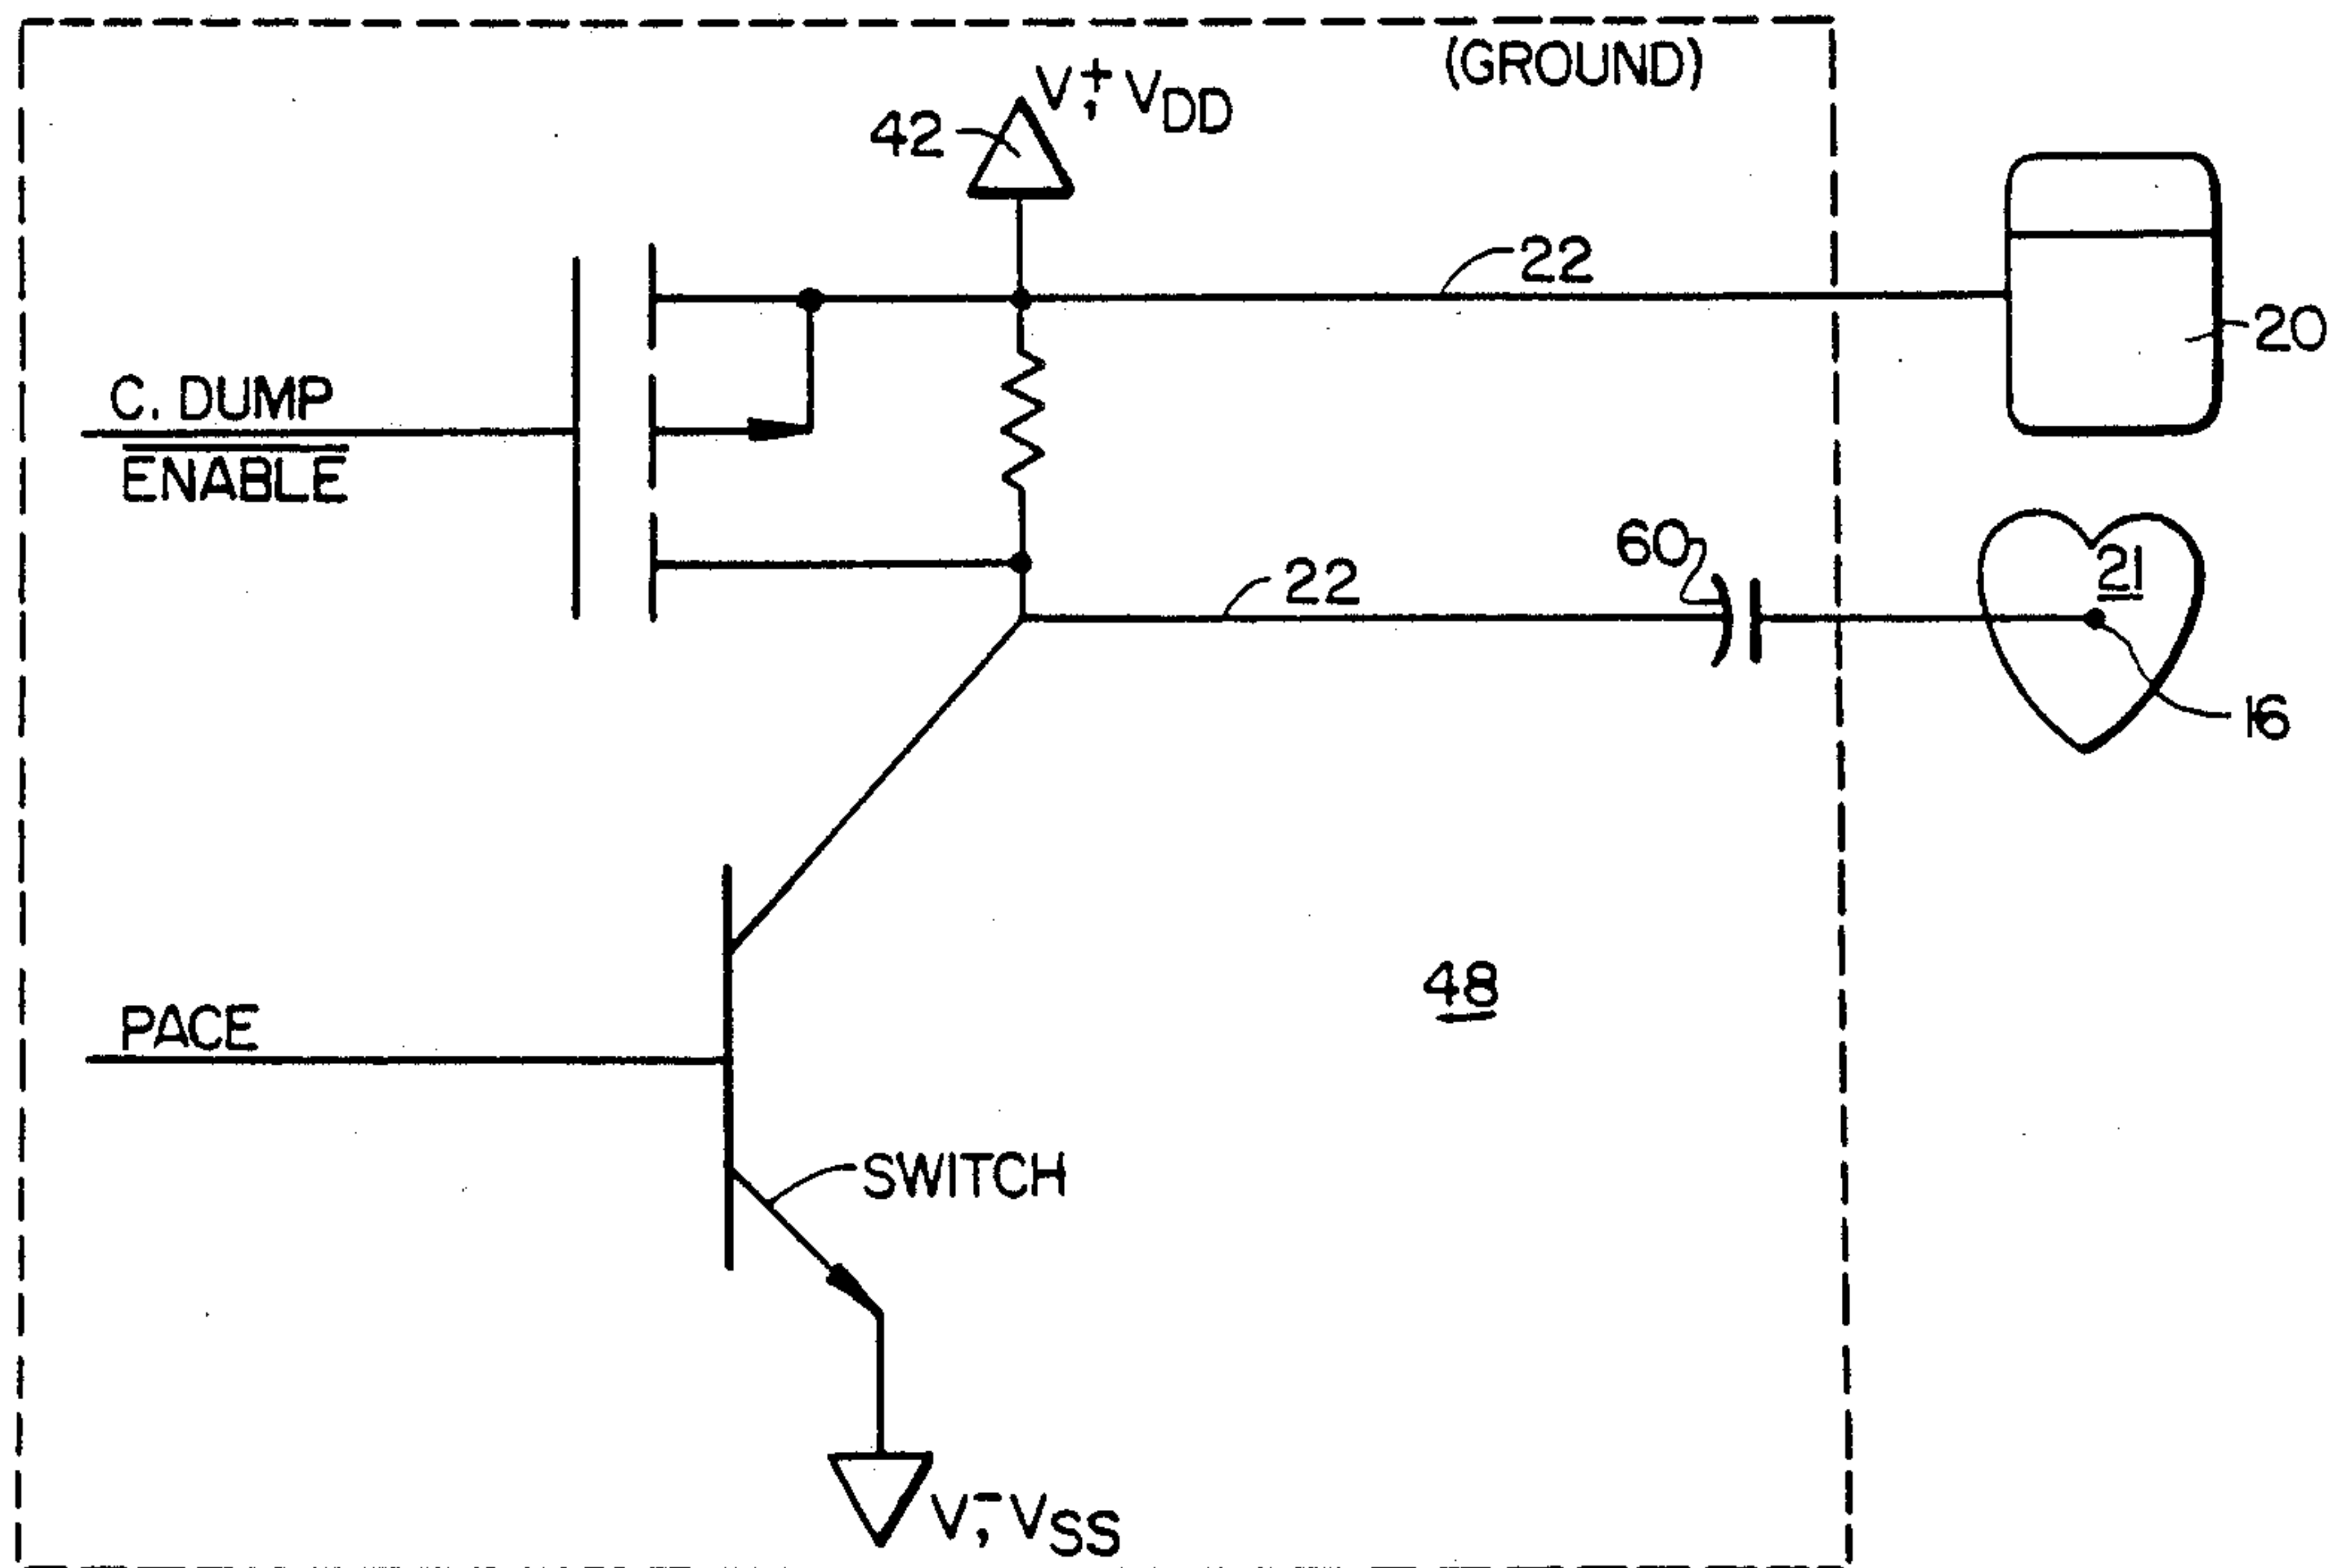 (GROUND)
V,+ VDD
42
22
20
C. DUMP
ENABLE
60
22
21
16
48
PACE
SWITCH
V,- VSS